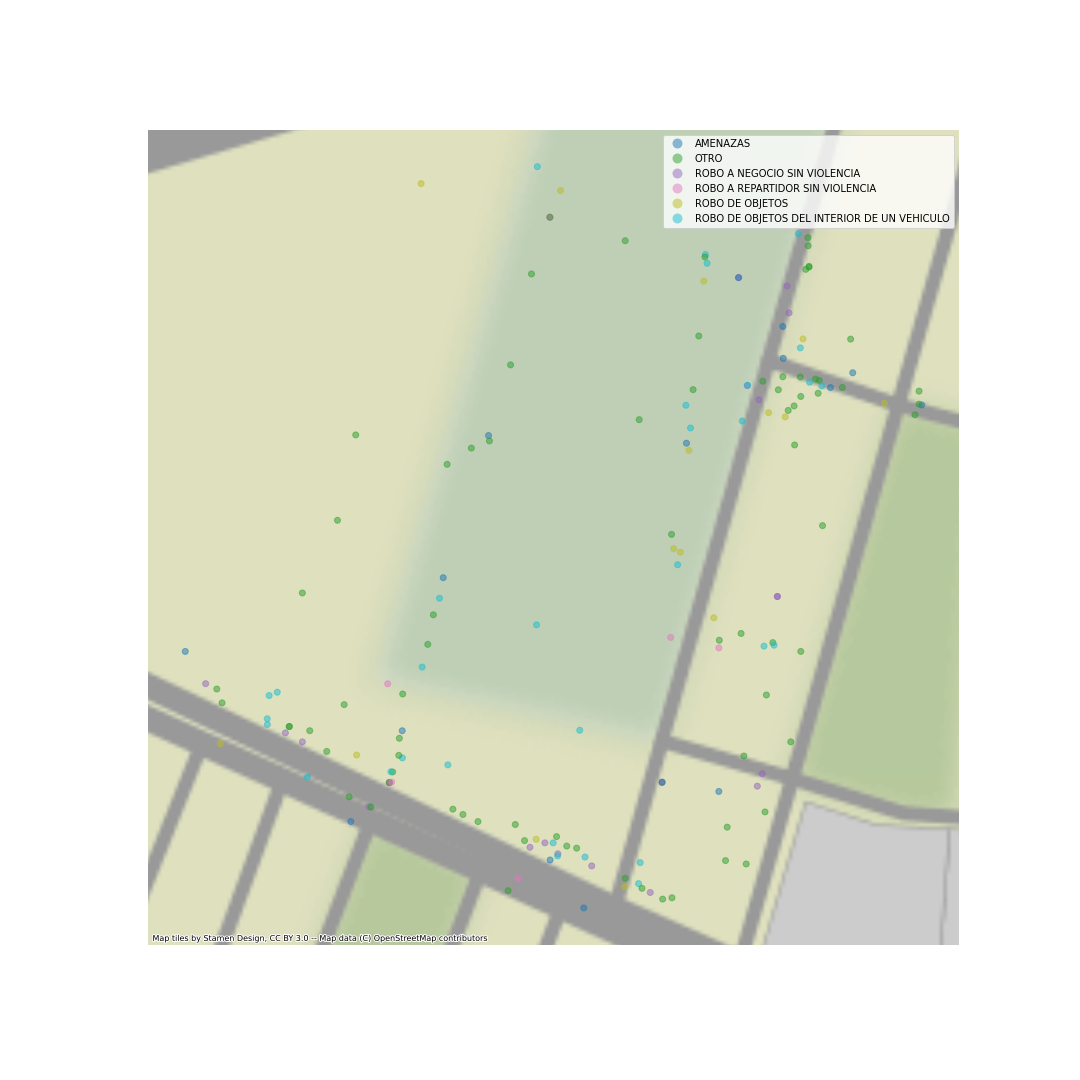 AMENAZAS
OTRO
ROBO A NEGOCIO SIN VIOLENCIA
ROBO A REPARTIDOR SIN VIOLENCIA
ROBO DE OBJETOS
ROBO DE OBJETOS DEL INTERIOR DE UN VEHICULO
Map tiles by Stamen Design, CC BY 3.0 -- Map data (C) OpenStreetMap contributors